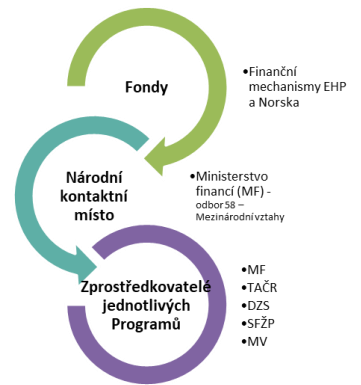 Fondy
•Finanční
mechanismy EHP
a Norska
Národní
kontaktní
místo
•Ministerstvo
financí (MF) -
odbor 58 –
Mezinárodní vztahy
Zprostředkovatelé
jednotlivých
Programů
•MF
•TAČR
•DZS
•SFŽP
•MV